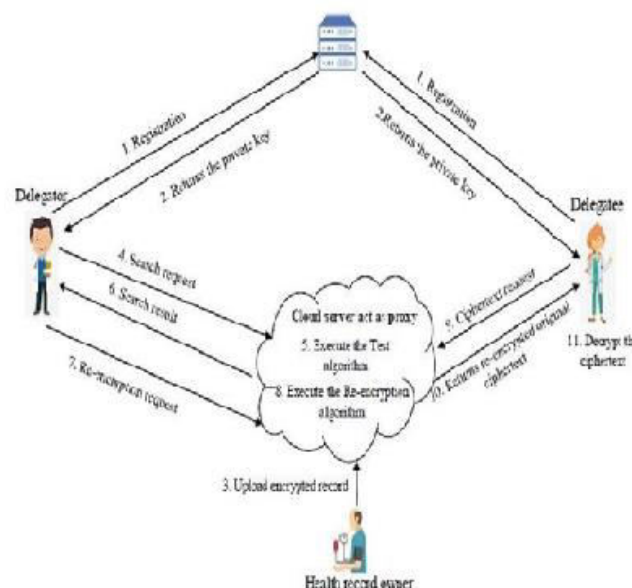 1. Registration
2. Returns the private key
1. Registration
2.Returns the private key
Delegator
Delegatee
4. Search request
6. Search result
7. Re-encryption request
Cloud server act as proxy
5. Execute the Test
algorithm
8. Execute the Re-encryption
algorithm
9. Ciphertext request
10. Returns re-encrypted original
ciphertext
11. Decrypt the
ciphertext
3. Upload encrypted record
Health record owner